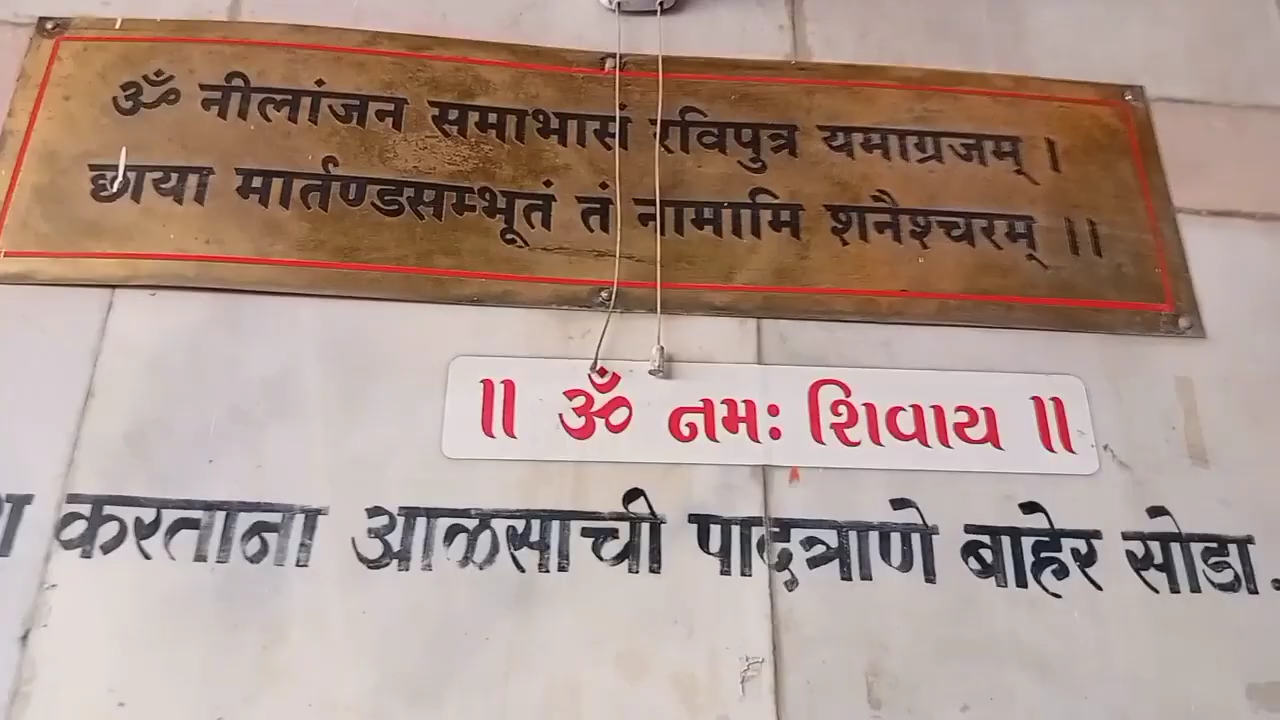 ॐ नीलांजन समाभासं रविपुत्र यमाग्रजम् ।
छाया मार्तण्डसम्भूतं तं नामामि शनैश्चरम् ।।
॥ ૐ નમઃ શિવાય ॥
करताना आळसाची पादत्राणे बाहेर सोडा.